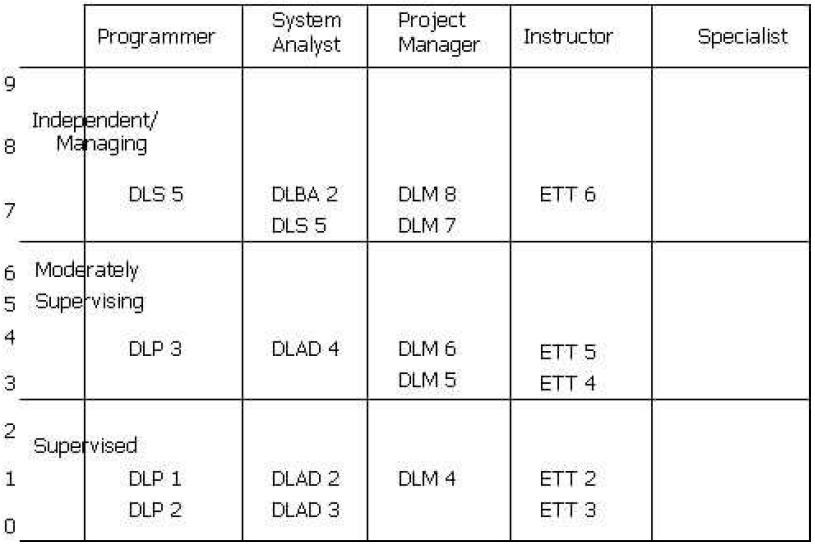 Programmer
System
Analyst
Project
Manager
Instructor
Specialist
9
Independent/
8
Managing
7
DLS 5
DLBA 2
DLM 8
ETT 6
DLS 5
DLM 7
6
Moderately
5
Supervising
4
DLP 3
DLAD 4
DLM 6
ETT 5
3
DLM 5
ETT 4
2
Supervised
1
DLP 1
DLAD 2
DLM 4
ETT 2
DLP 2
DLAD 3
ETT 3
0